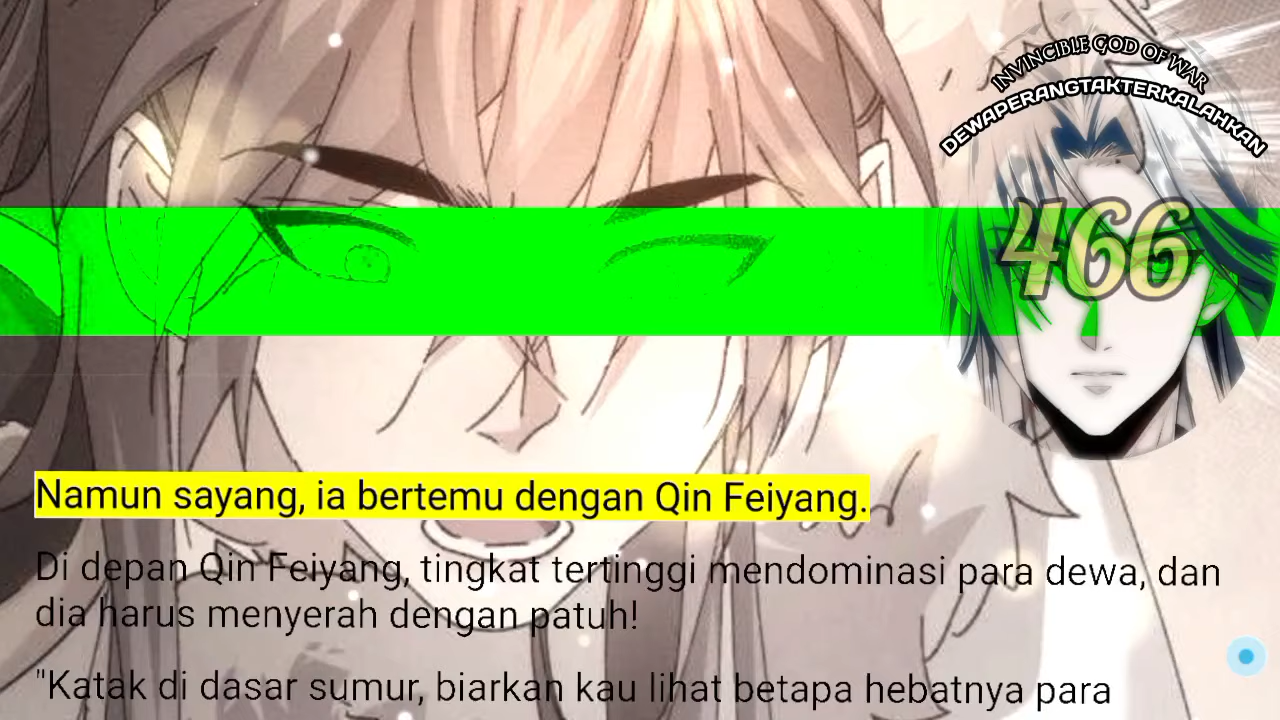 INVINCIBLE GOD OF WAR
DEWAPERANGTAKTERKALAHKAN
466
Namun sayang, ia bertemu dengan Qin Feiyang.
Di depan Qin Feiyang, tingkat tertinggi mendominasi para dewa, dan
dia harus menyerah dengan patuh!
"Katak di dasar sumur, biarkan kau lihat betapa hebatnya para